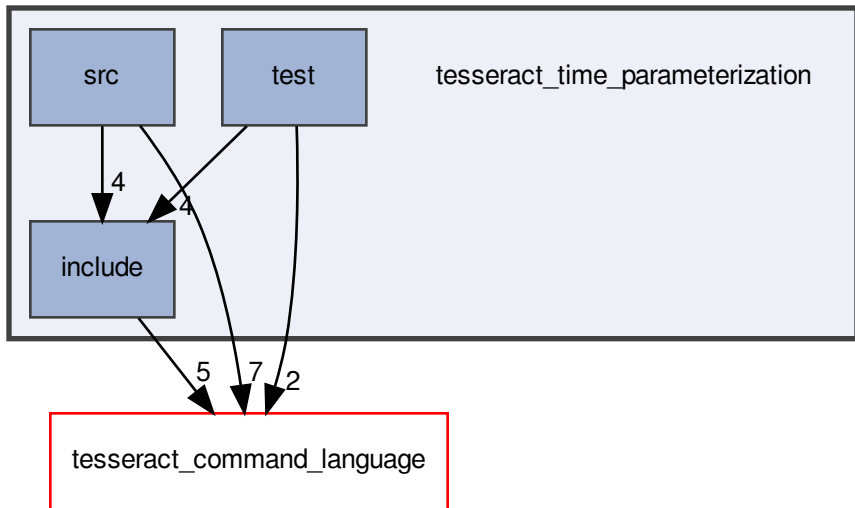 src
test
tesseract_time_parameterization
4
4
include
5
7
2
tesseract_command_language